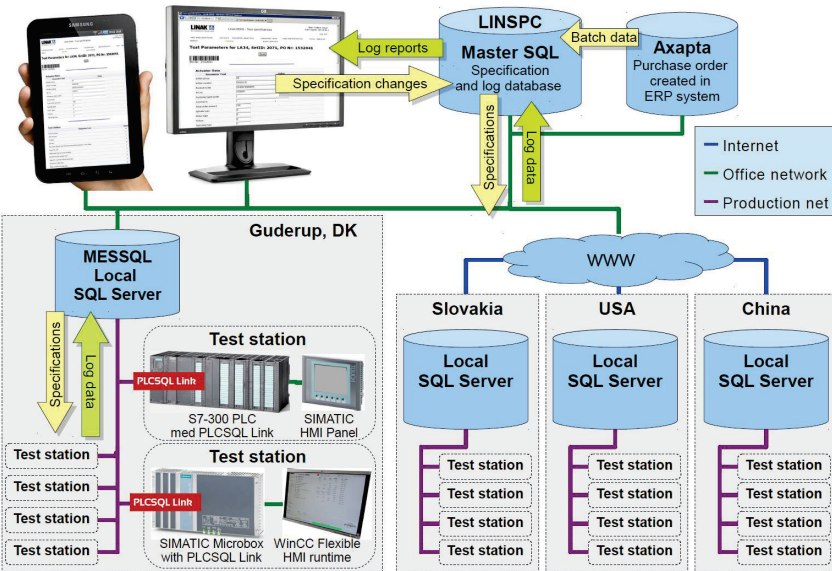 SAMSUNG
LINAK
Test Parameters for LA34, SetID: 2074, PO Nr: 1552046
LINSPC
Master SQL
Specification
and log database
Batch data
Axapta
Purchase order
created in
ERP system
Log reports
Specification changes
Specifications
Log data
Internet
Office network
Production net
Guderup, DK
MESSQL
Local
SQL Server
Specifications
Log data
Test station
PLCSQL Link
S7-300 PLC
med PLCSQL Link
SIMATIC
HMI Panel
Test station
PLCSQL Link
SIMATIC Microbox
with PLCSQL Link
WinCC Flexible
HMI runtime
Test station
Test station
Test station
Test station
WWW
Slovakia
Local
SQL Server
Test station
Test station
Test station
Test station
USA
Local
SQL Server
Test station
Test station
Test station
Test station
China
Local
SQL Server
Test station
Test station
Test station
Test station